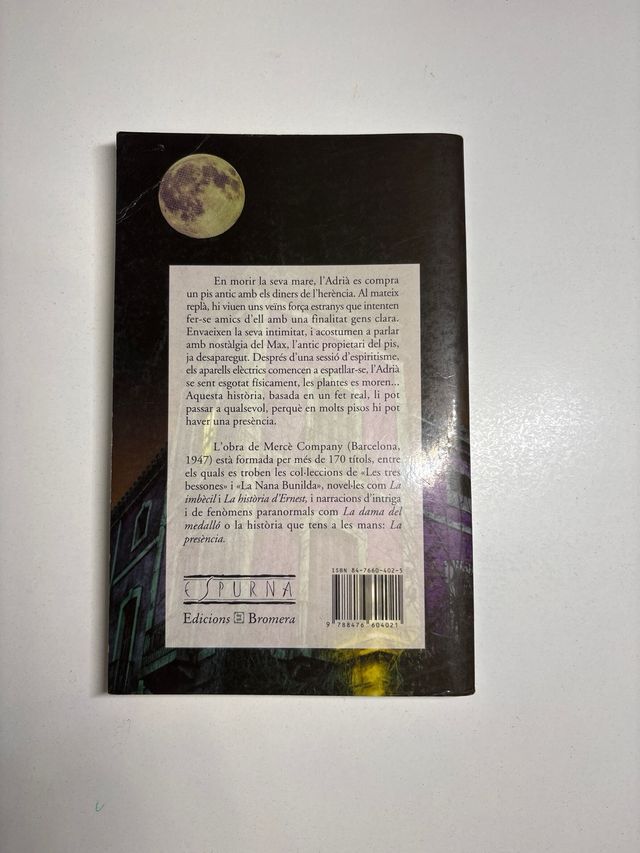 En morir la seva mare, l'Adrià es compra
un pis antic amb els diners de l'herència. Al mateix
replà, hi viuen uns veïns força estranys que intenten
fer-se amics d'ell amb una finalitat gens clara.
Envaeixen la seva intimitat, i acostumen a parlar
amb nostàlgia del Max, l'antic propietari del pis,
ja desaparegut. Després d'una sessió d'espiritisme,
els aparells elèctrics comencen a espatllar-se, l'Adrià
se sent esgotat físicament, les plantes es moren...
Aquesta història, basada en un fet real, li pot
passar a qualsevol, perquè en molts pisos hi pot
haver una presència.
L'obra de Mercè Company (Barcelona,
1947) està formada per més de 170 títols, entre
els quals es troben les col·leccions de «Les tres
bessones» i «La Nana Bunilda», novel·les com La
imbècil i La història d'Ernest, i narracions d'intriga
i de fenòmens paranormals com La dama del
medalló o la història que tens a les mans: La
presència.
ISBN 84-7660-402-5
ESPURNA
Edicions Bromera
9 788476 604021